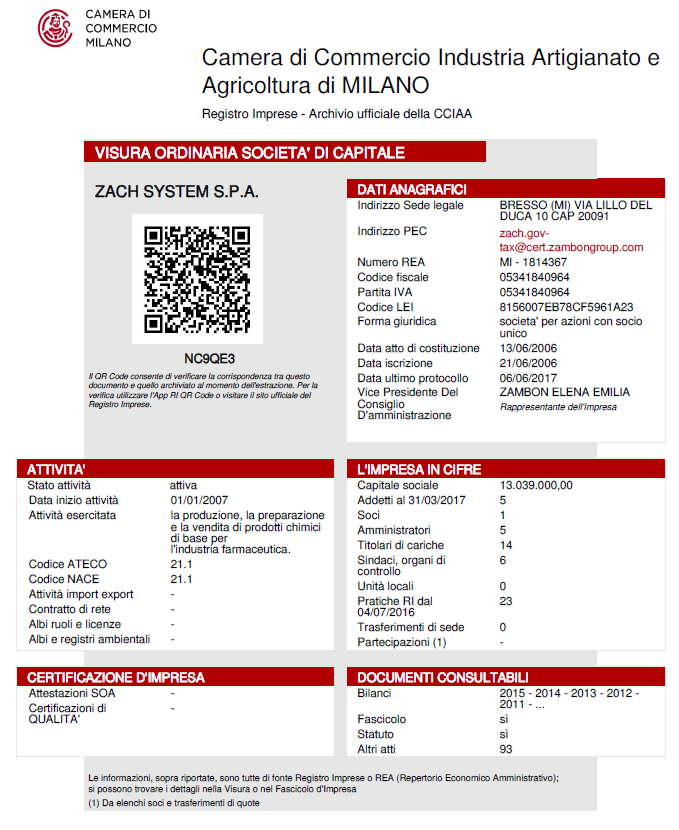 CAMERA DI
COMMERCIO
MILANO
Camera di Commercio Industria Artigianato e
Agricoltura di MILANO
Registro Imprese - Archivio ufficiale della CCIAA
VISURA ORDINARIA SOCIETA' DI CAPITALE
ZACH SYSTEM S.P.A.
NC9QE3
Il QR Code consente di verificare la corrispondenza tra questo
documento e quello archiviato al momento dell'estrazione. Per la
verifica utilizzare l'App RI QR Code o visitare il sito ufficiale del
Registro Imprese.
DATI ANAGRAFICI
Indirizzo Sede legale BRESSO (MI) VIA LILLO DEL
DUCA 10 CAP 20091
Indirizzo PEC zach.gov-
tax@cert.zambongroup.com
Numero REA MI - 1814367
Codice fiscale 05341840964
Partita IVA 05341840964
Codice LEI 8156007EB78CF5961A23
Forma giuridica societa' per azioni con socio
unico
Data atto di costituzione 13/06/2006
Data iscrizione 21/06/2006
Data ultimo protocollo 06/06/2017
Vice Presidente Del ZAMBON ELENA EMILIA
Consiglio Rappresentante dell'Impresa
D'amministrazione
ATTIVITA'
Stato attività attiva
Data inizio attività 01/01/2007
Attività esercitata la produzione, la preparazione
e la vendita di prodotti chimici
di base per
l'industria farmaceutica.
Codice ATECO 21.1
Codice NACE 21.1
Attività import export -
Contratto di rete -
Albi ruoli e licenze -
Albi e registri ambientali -
L'IMPRESA IN CIFRE
Capitale sociale 13.039.000,00
Addetti al 31/03/2017 5
Soci 1
Amministratori 5
Titolari di cariche 14
Sindaci, organi di 6
controllo
Unità locali 0
Pratiche RI dal 23
04/07/2016
Trasferimenti di sede 0
Partecipazioni (1) -
CERTIFICAZIONE D'IMPRESA
Attestazioni SOA -
Certificazioni di -
QUALITA'
DOCUMENTI CONSULTABILI
Bilanci 2015 - 2014 - 2013 - 2012 -
2011 - ...
Fascicolo sì
Statuto sì
Altri atti 93
Le informazioni, sopra riportate, sono tutte di fonte Registro Imprese o REA (Repertorio Economico Amministrativo);
si possono trovare i dettagli nella Visura o nel Fascicolo d'Impresa
(1) Da elenchi soci e trasferimenti di quote